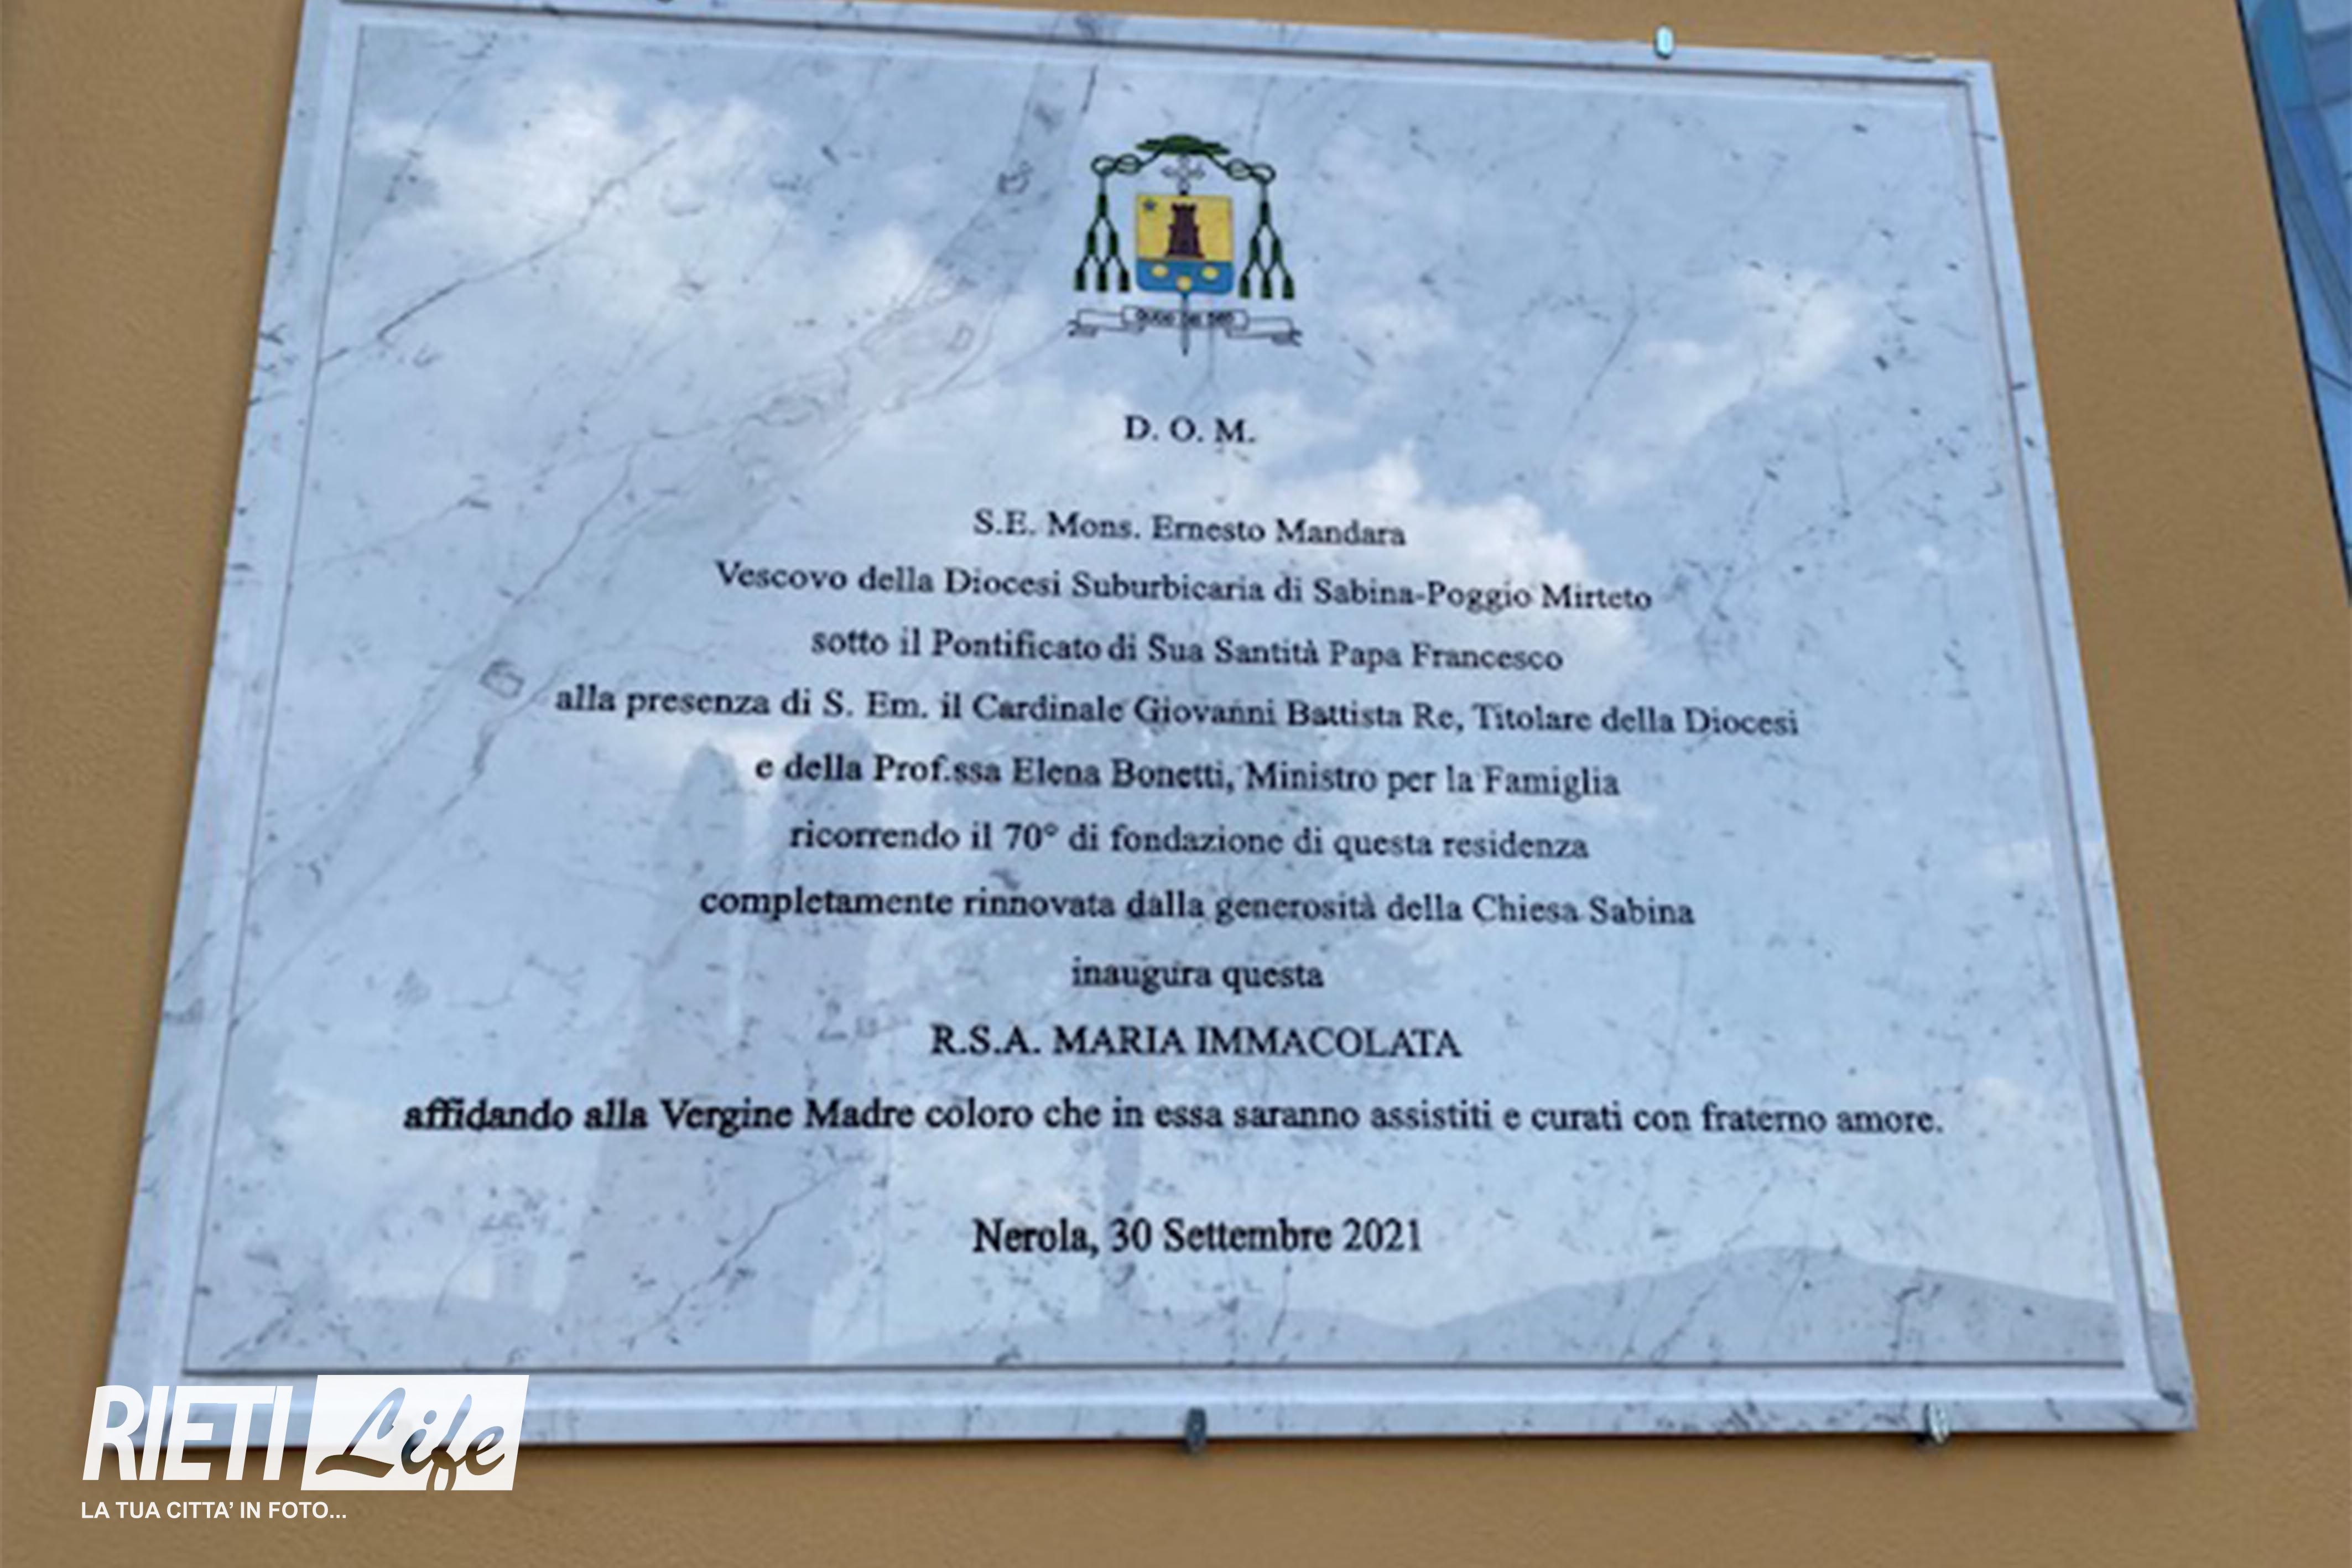 D. O. M.
S.E. Mons. Ernesto Mandara
Vescovo della Diocesi Suburbicaria di Sabina-Poggio Mirteto
sotto il Pontificato di Sua Santità Papa Francesco
alla presenza di S. Em. il Cardinale Giovanni Battista Re, Titolare della Diocesi
e della Prof.ssa Elena Bonetti, Ministro per la Famiglia
ricorrendo il 70° di fondazione di questa residenza
completamente rinnovata dalla generosità della Chiesa Sabina
inaugura questa
R.S.A. MARIA IMMACOLATA
affidando alla Vergine Madre coloro che in essa saranno assistiti e curati con fraterno amore.
Nerola, 30 Settembre 2021
RIETI Life
LA TUA CITTA' IN FOTO...